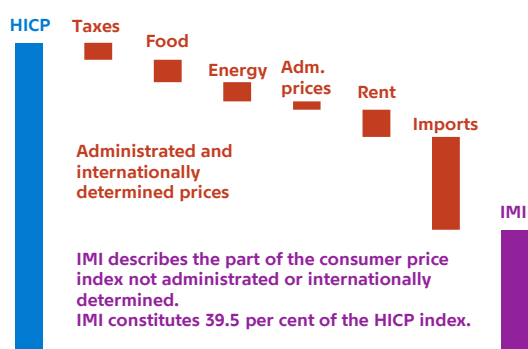 HICP
Taxes
Food
Energy
Adm.
prices
Rent
Imports
Administrated and
internationally
determined prices
IMI
IMI describes the part of the consumer price
index not administrated or internationally
determined.
IMI constitutes 39.5 per cent of the HICP index.